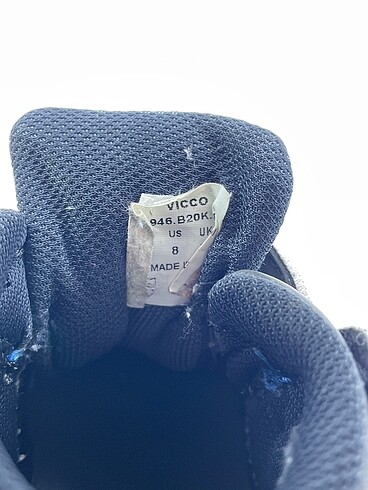 VICCO
946.B20K.
US UK
8
MADE I